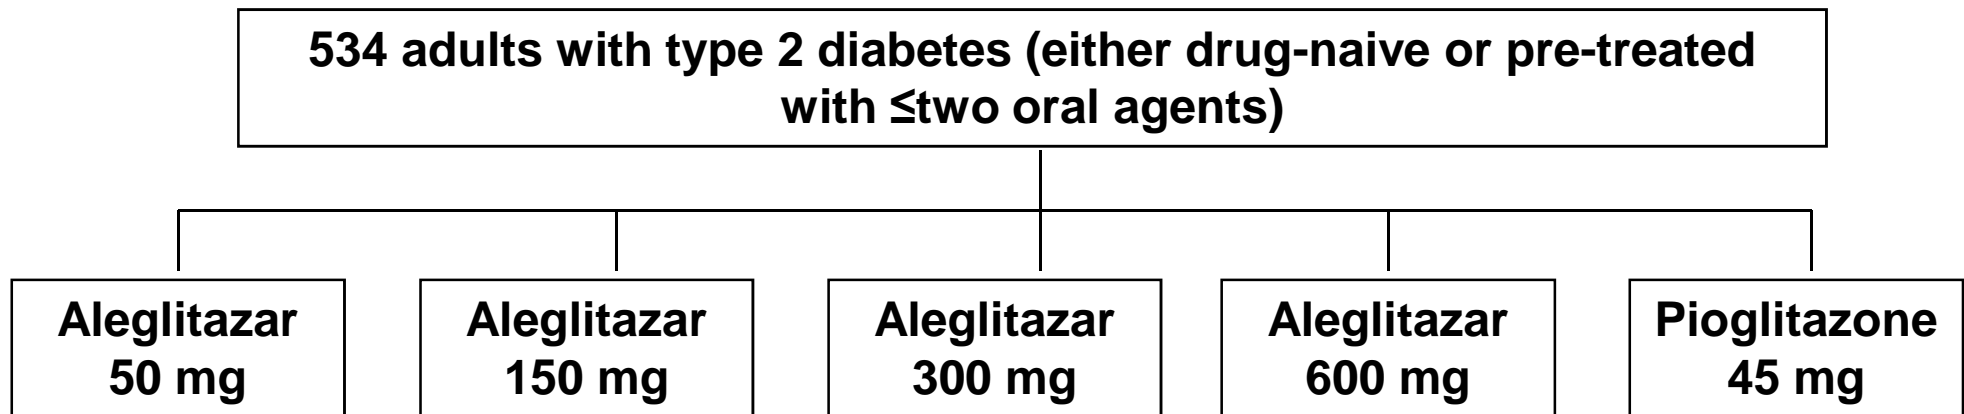 534 adults with type 2 diabetes (either drug-naive or pre-treated
with ≤two oral agents)
Aleglitazar
50 mg
Aleglitazar
150 mg
Aleglitazar
300 mg
Aleglitazar
600 mg
Pioglitazone
45 mg